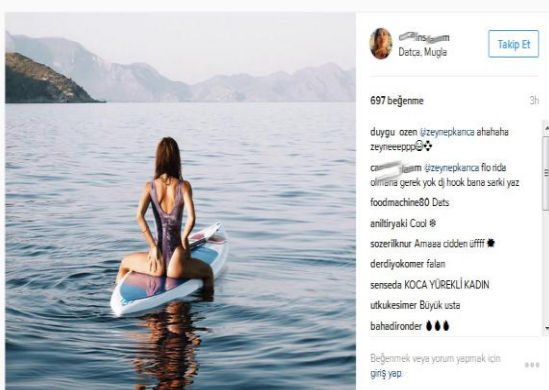 Datça, Mugla
Takip Et
697 beğenme
3h
duygu ozen @zeynepkanca ahahaha
zeyneeeppp
@zeynepkanca flo rida
olmana gerek yok dj hook bana sarki yaz
foodmachine80 Dats
aniltiryaki Cool
sozerilknur Amaaa cidden üffff
derdiyokomer falan
senseda KOCA YÜREKLİ KADIN
utkukesimer Büyük usta
bahadironder
Beğenmek veya yorum yapmak için
giriş yap.